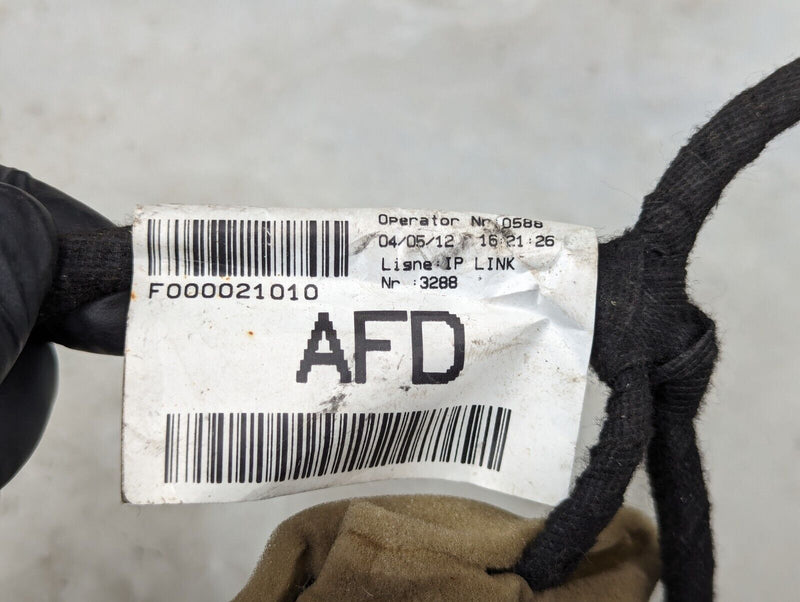 Operator Nr:0588
04/05/12 16:21:26
Ligne:IP LINK
Nr :3288
F000021010
AFD